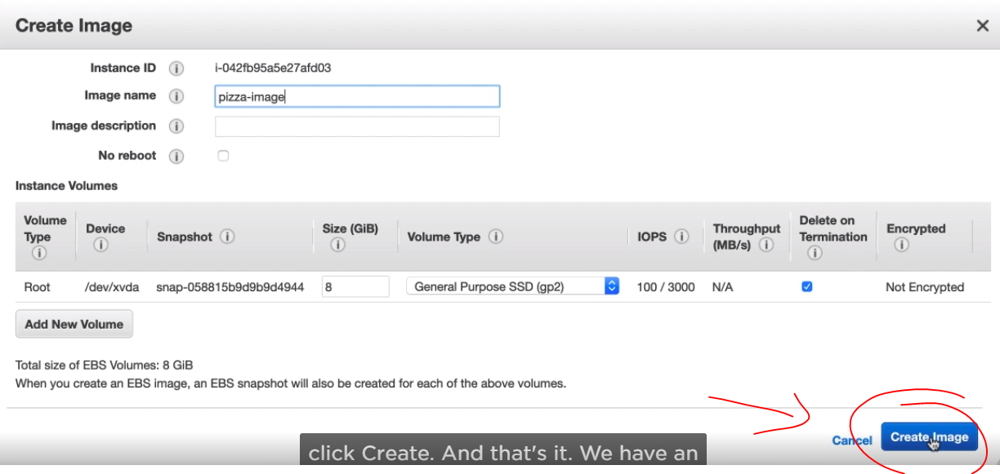 Create Image
Instance ID i-042fb95a5e27afd03
Image name pizza-image
Image description
No reboot
Instance Volumes
Volume Type Device Snapshot Size (GiB) Volume Type IOPS Throughput (MB/s) Delete on Termination Encrypted
Root /dev/xvda snap-058815b9d9b9d4944 8 General Purpose SSD (gp2) 100 / 3000 N/A Not Encrypted
Add New Volume
Total size of EBS Volumes: 8 GiB
When you create an EBS image, an EBS snapshot will also be created for each of the above volumes.
Cancel Create Image
click Create. And that's it. We have an